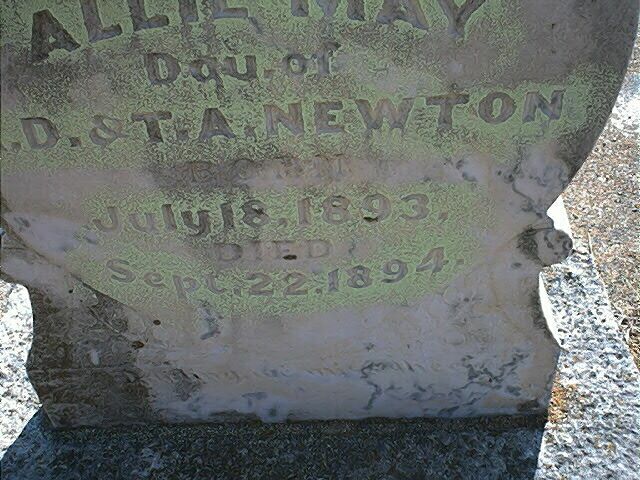 ALLIE MAY
Dau. of
.D. & T. A. NEWTON
BORN
July 18, 1893,
DIED
Sept. 22, 1894.